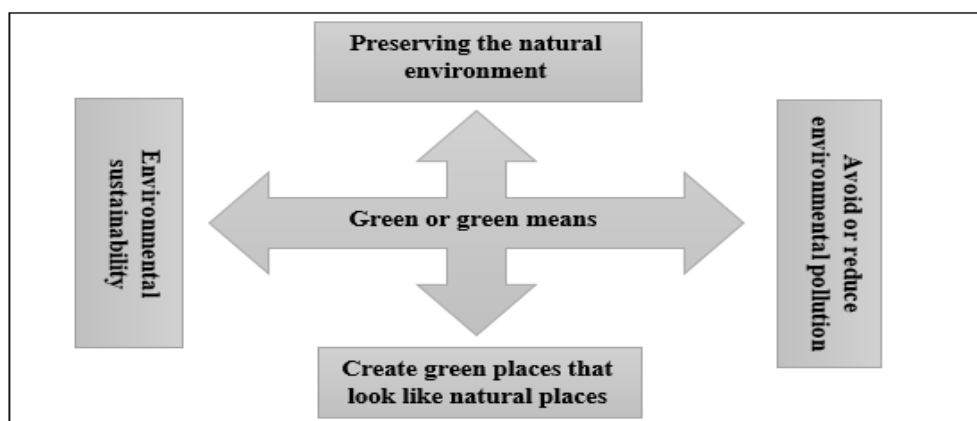 Preserving the natural
environment
Environmental
sustainability
Green or green means
Avoid or reduce
environmental pollution
Create green places that
look like natural places